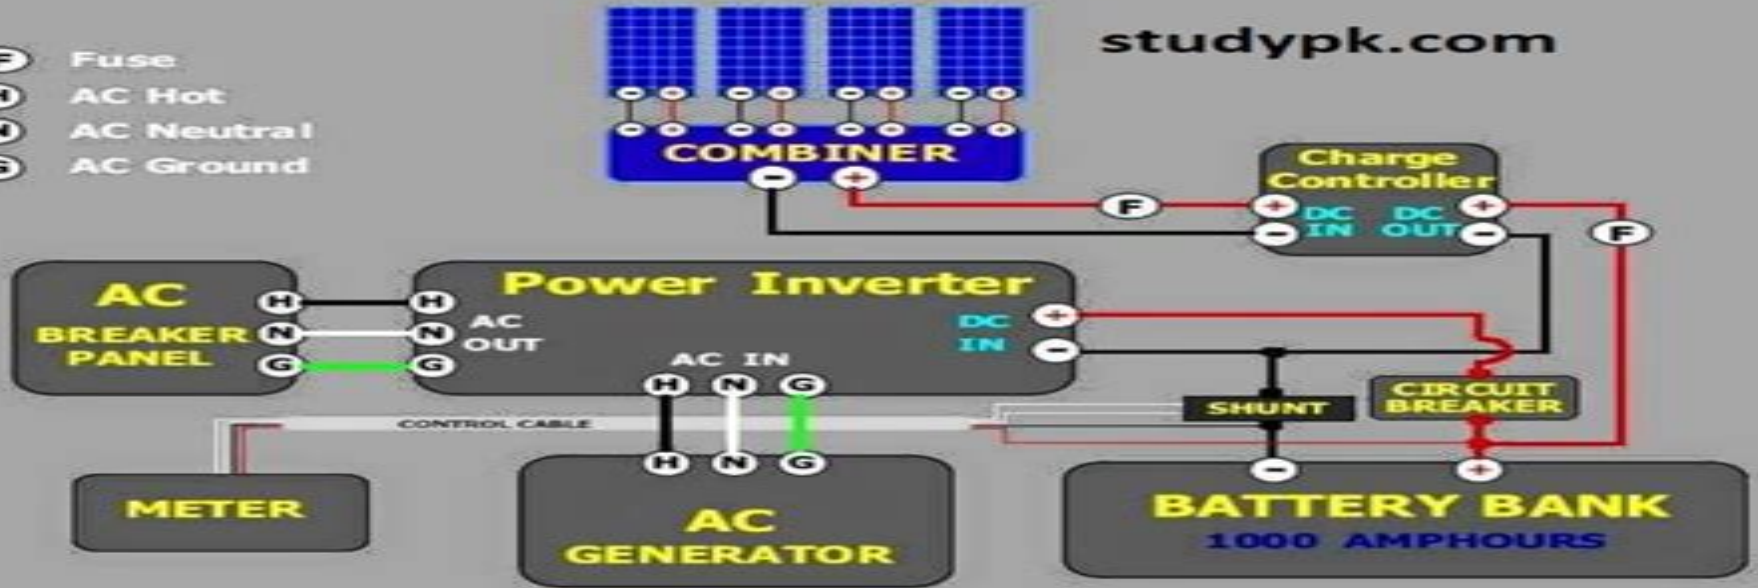 studypk.com
F Fuse
H AC Hot
N AC Neutral
G AC Ground
- + - + - + - +
- + - + - + - +
COMBINER
- +
F
Charge
Controller
+ DC DC +
- IN OUT -
F
AC
BREAKER
PANEL
H
N
G
Power Inverter
H
N
G
AC
OUT
AC IN
H N G
DC
IN
+
-
SHUNT
CIRCUIT
BREAKER
CONTROL CABLE
METER
H N G
AC
GENERATOR
- +
BATTERY BANK
1000 AMPHOURS